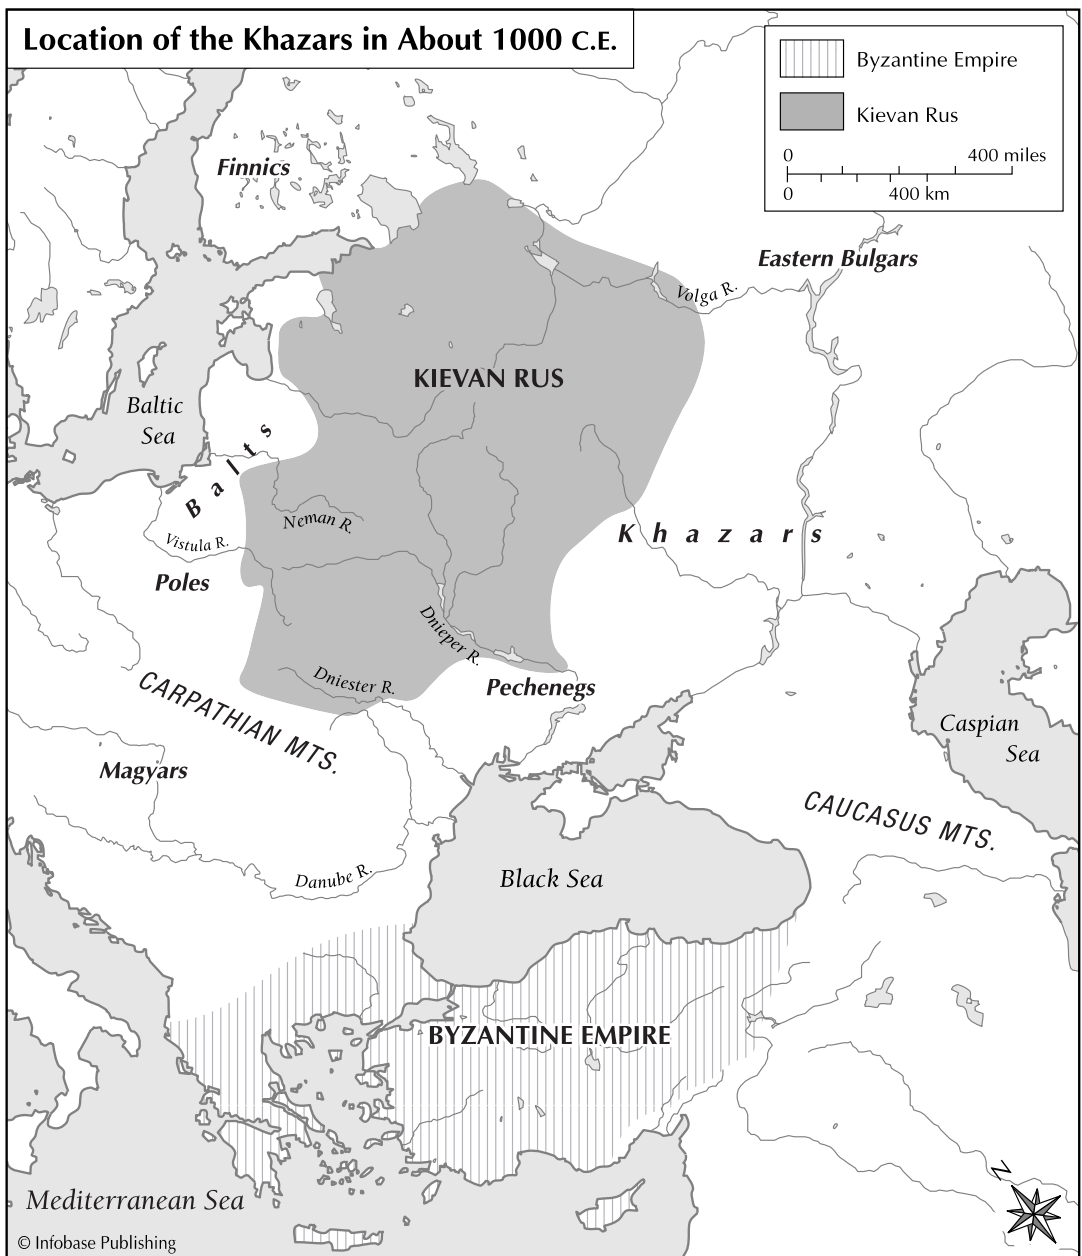 Location of the Khazars in About 1000 C.E.
Byzantine Empire
Kievan Rus
0 400 miles
0 400 km
Finnics
Eastern Bulgars
Volga R.
KIEVAN RUS
Baltic
Sea
Balts
Neman R.
Khazars
Vistula R.
Poles
Dnieper R.
Dniester R.
Pechenegs
CARPATHIAN MTS.
Caspian
Sea
Magyars
CAUCASUS MTS.
Danube R.
Black Sea
BYZANTINE EMPIRE
Mediterranean Sea
N
© Infobase Publishing